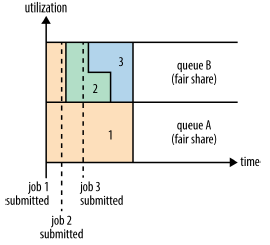 utilization
3
queue B
(fair share)
2
1
queue A
(fair share)
time
job 1
submitted
job 3
submitted
job 2
submitted